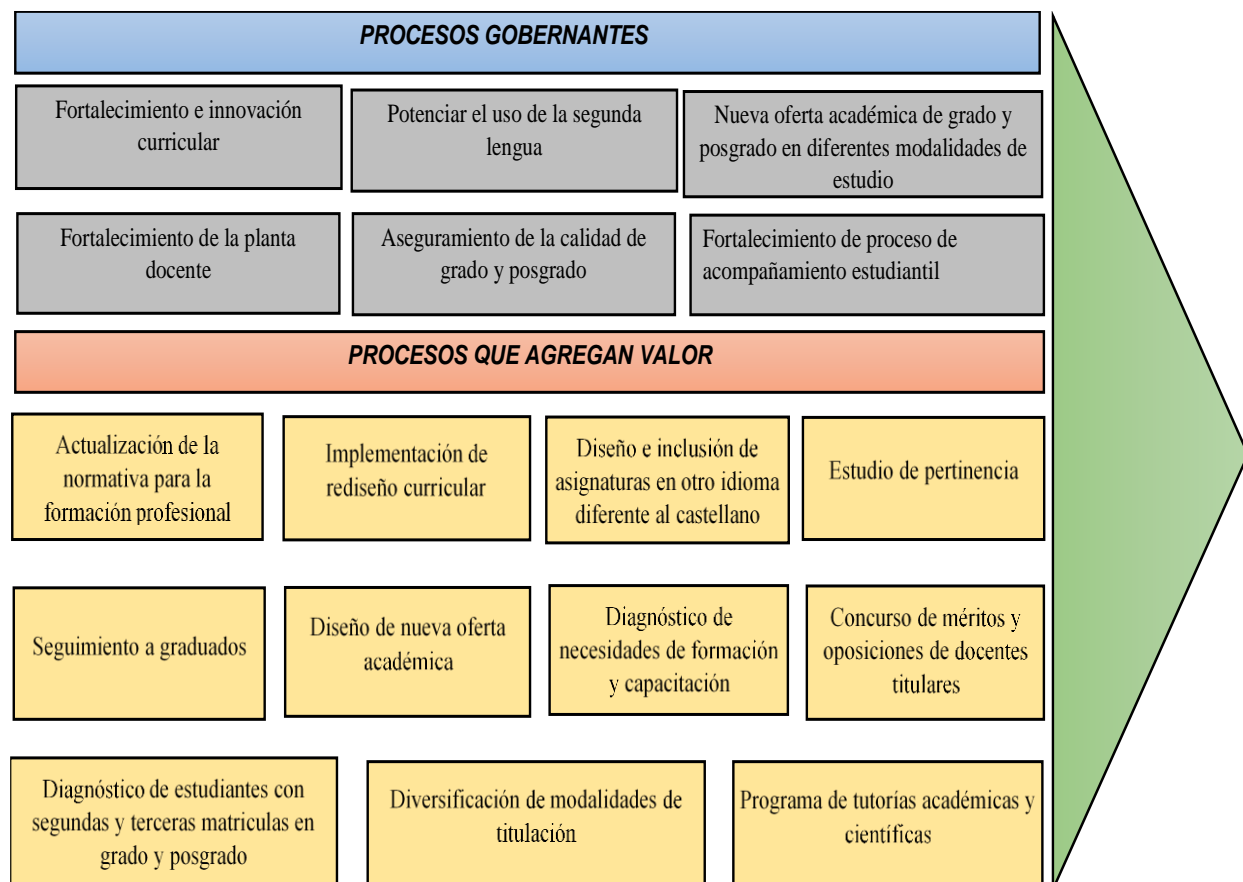 PROCESOS GOBERNANTES
Fortalecimiento e innovación
curricular
Potenciar el uso de la segunda
lengua
Nueva oferta académica de grado y
posgrado en diferentes modalidades de
estudio
Fortalecimiento de la planta
docente
Aseguramiento de la calidad de
grado y posgrado
Fortalecimiento de proceso de
acompañamiento estudiantil
PROCESOS QUE AGREGAN VALOR
Actualización de la
normativa para la
formación profesional
Implementación de
rediseño curricular
Diseño e inclusión de
asignaturas en otro idioma
diferente al castellano
Estudio de pertinencia
Seguimiento a graduados
Diseño de nueva oferta
académica
Diagnóstico de
necesidades de formación
y capacitación
Concurso de méritos y
oposiciones de docentes
titulares
Diagnóstico de estudiantes con
segundas y terceras matriculas en
grado y posgrado
Diversificación de modalidades de
titulación
Programa de tutorías académicas y
científicas